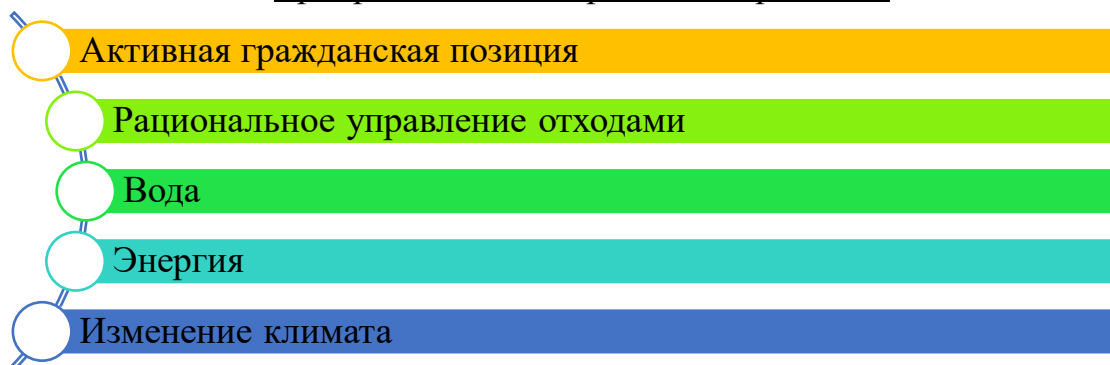 Активная гражданская позиция
Рациональное управление отходами
Вода
Энергия
Изменение климата